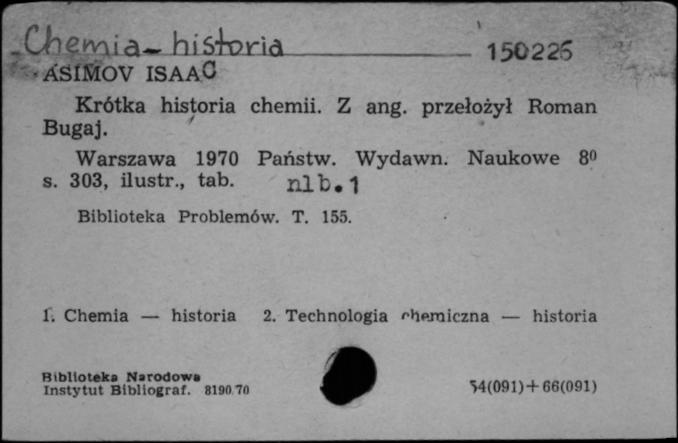 Chemia - historia 150226
ASIMOV ISAAC
Krótka historia chemii. Z ang. przełożył Roman
Bugaj.
Warszawa 1970 Państw. Wydawn. Naukowe 8⁰
s. 303, ilustr., tab. nlb.1
Biblioteka Problemów. T. 155.
1. Chemia — historia 2. Technologia chemiczna — historia
Biblioteka Narodowa
Instytut Bibliograf. 8190.70 54(091)+66(091)